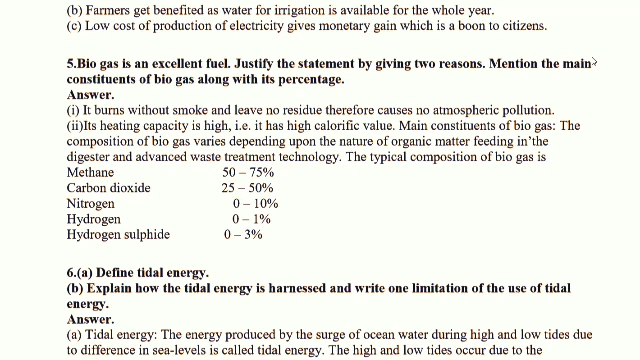 (b) Farmers get benefited as water for irrigation is available for the whole year.
(c) Low cost of production of electricity gives monetary gain which is a boon to citizens.
5.Bio gas is an excellent fuel. Justify the statement by giving two reasons. Mention the main
constituents of bio gas along with its percentage.
Answer.
(i) It burns without smoke and leave no residue therefore causes no atmospheric pollution.
(ii)Its heating capacity is high, i.e. it has high calorific value. Main constituents of bio gas: The
composition of bio gas varies depending upon the nature of organic matter feeding in'the
digester and advanced waste treatment technology. The typical composition of bio gas is
Methane 50 – 75%
Carbon dioxide 25 – 50%
Nitrogen 0 – 10%
Hydrogen 0 – 1%
Hydrogen sulphide 0 – 3%
6.(a) Define tidal energy.
(b) Explain how the tidal energy is harnessed and write one limitation of the use of tidal
energy.
Answer.
(a) Tidal energy: The energy produced by the surge of ocean water during high and low tides due
to difference in sea-levels is called tidal energy. The high and low tides occur due to the